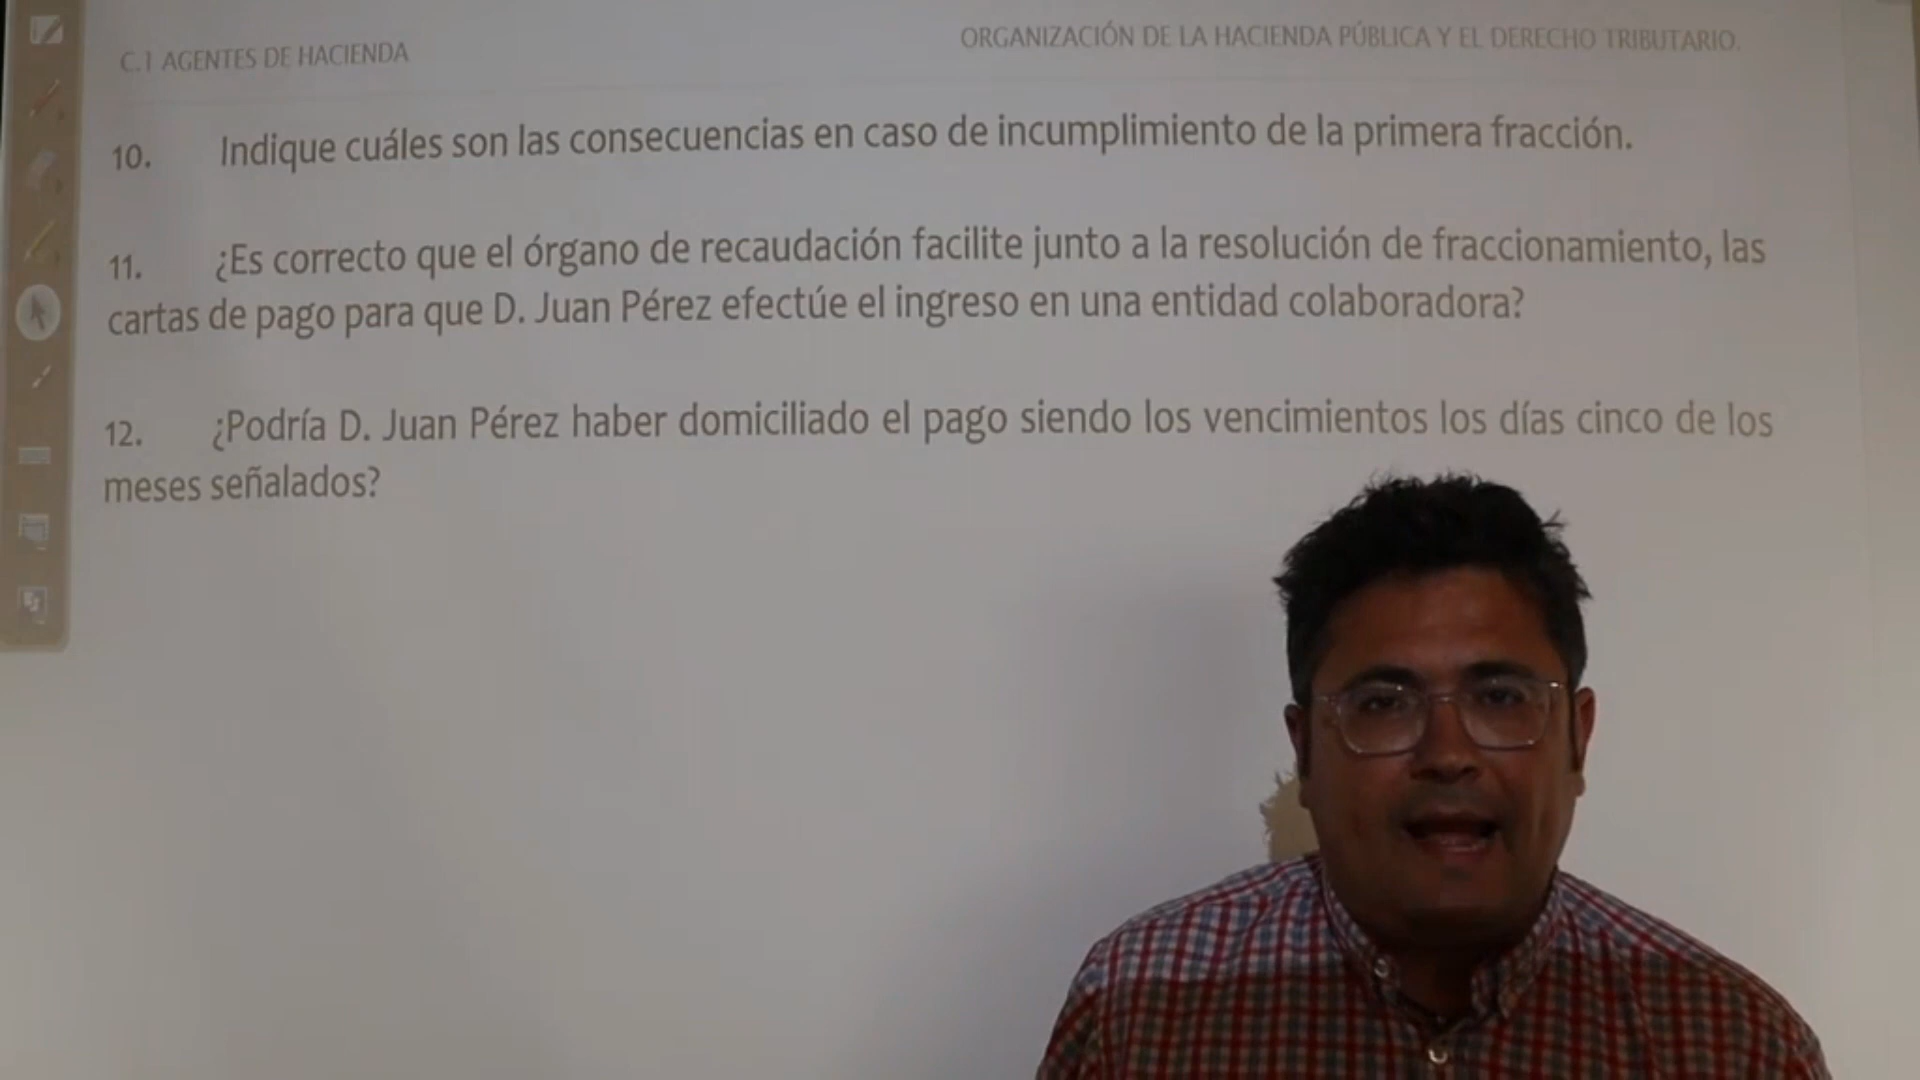 C.1 AGENTES DE HACIENDA
ORGANIZACIÓN DE LA HACIENDA PÚBLICA Y EL DERECHO TRIBUTARIO.
10. Indique cuáles son las consecuencias en caso de incumplimiento de la primera fracción.
11. ¿Es correcto que el órgano de recaudación facilite junto a la resolución de fraccionamiento, las
cartas de pago para que D. Juan Pérez efectúe el ingreso en una entidad colaboradora?
12. ¿Podría D. Juan Pérez haber domiciliado el pago siendo los vencimientos los días cinco de los
meses señalados?